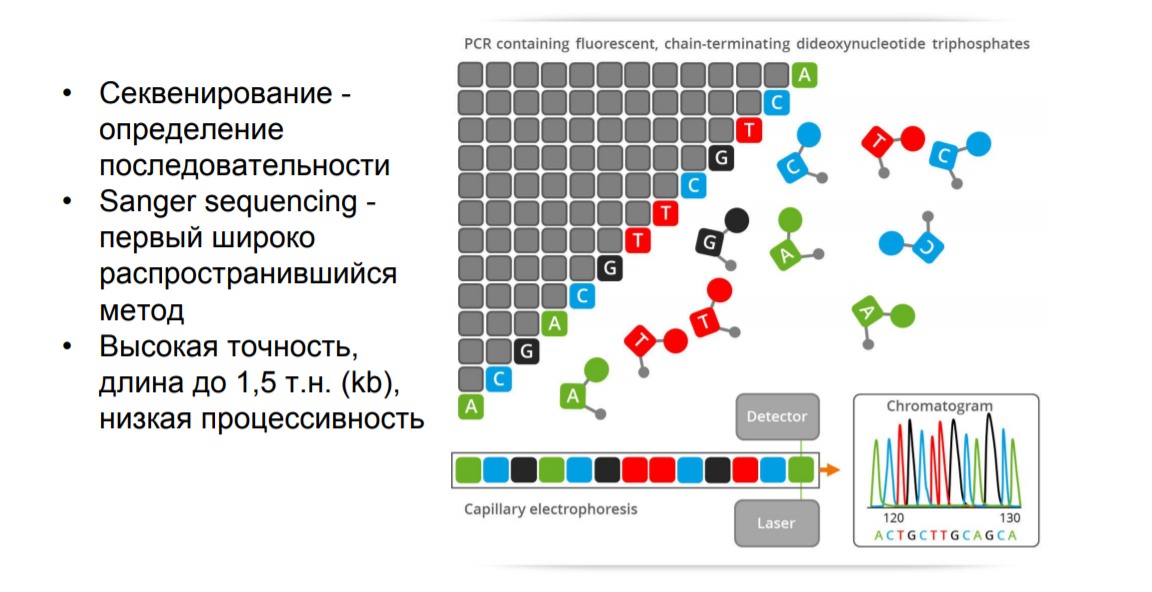 • Секвенирование -
определение
последовательности
• Sanger sequencing -
первый широко
распространившийся
метод
• Высокая точность,
длина до 1,5 т.н. (kb),
низкая процессивность
PCR containing fluorescent, chain-terminating dideoxynucleotide triphosphates
A
C
T
G
C
T
T
G
C
A
G
C
A
C
T
C
G
A
C
A
T
T
A
Detector
Capillary electrophoresis
Laser
Chromatogram
120 130
ACTGCTTGCAGCA